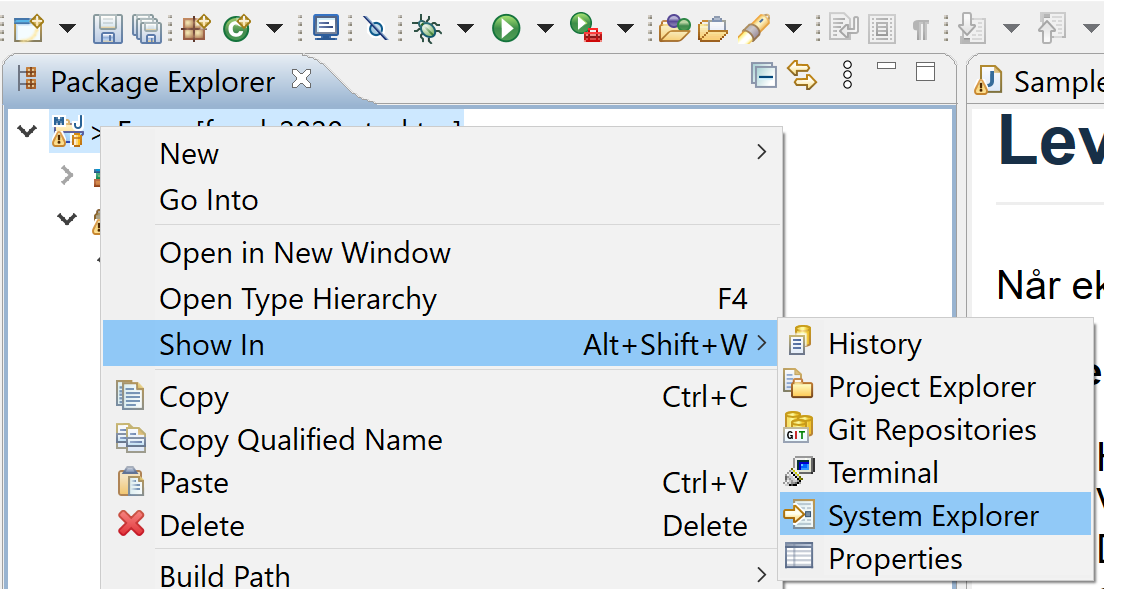 Package Explorer
Sample
New
Go Into
Open in New Window
Open Type Hierarchy F4
Show In Alt+Shift+W
Copy Ctrl+C
Copy Qualified Name
Paste Ctrl+V
Delete Delete
Build Path
History
Project Explorer
Git Repositories
GIT
Terminal
System Explorer
Properties
Lev
Når ek